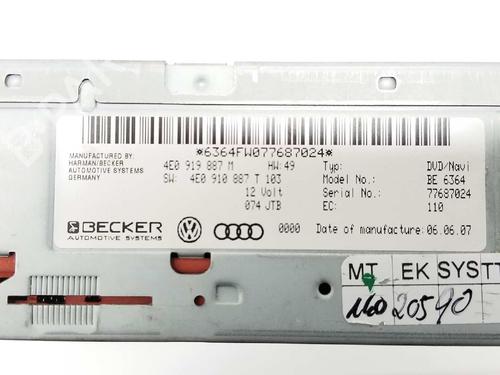 *6364FW077687024*
MANUFACTURED BY:
HARMAN/BECKER
AUTOMOTIVE SYSTEMS
GERMANY
4E0 919 887 M HW:49
SW: 4E0 910 887 T 103
12 Volt
074 JTB
Typ: DVD/Navi
Model No.: BE 6364
Serial No.: 77687024
EC: 110
BECKER
AUTOMOTIVE SYSTEMS
0000 Date of manufacture: 06.06.07
MT EK SYSTT
160 20590